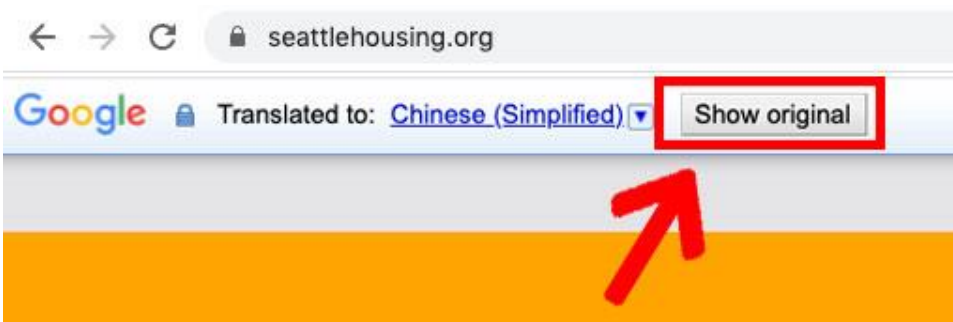 seattlehousing.org
Google Translated to: Chinese (Simplified) Show original